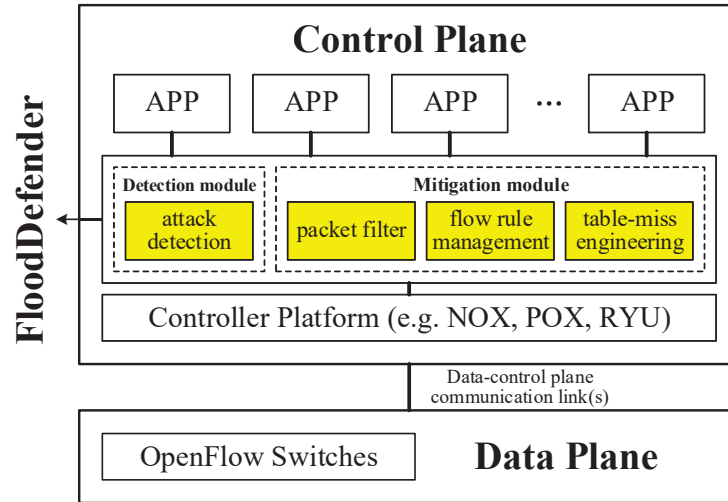 Control Plane
APP
APP
APP
...
APP
FloodDefender
Detection module
attack
detection
Mitigation module
packet filter
flow rule
management
table-miss
engineering
Controller Platform (e.g. NOX, POX, RYU)
Data-control plane
communication link(s)
OpenFlow Switches
Data Plane